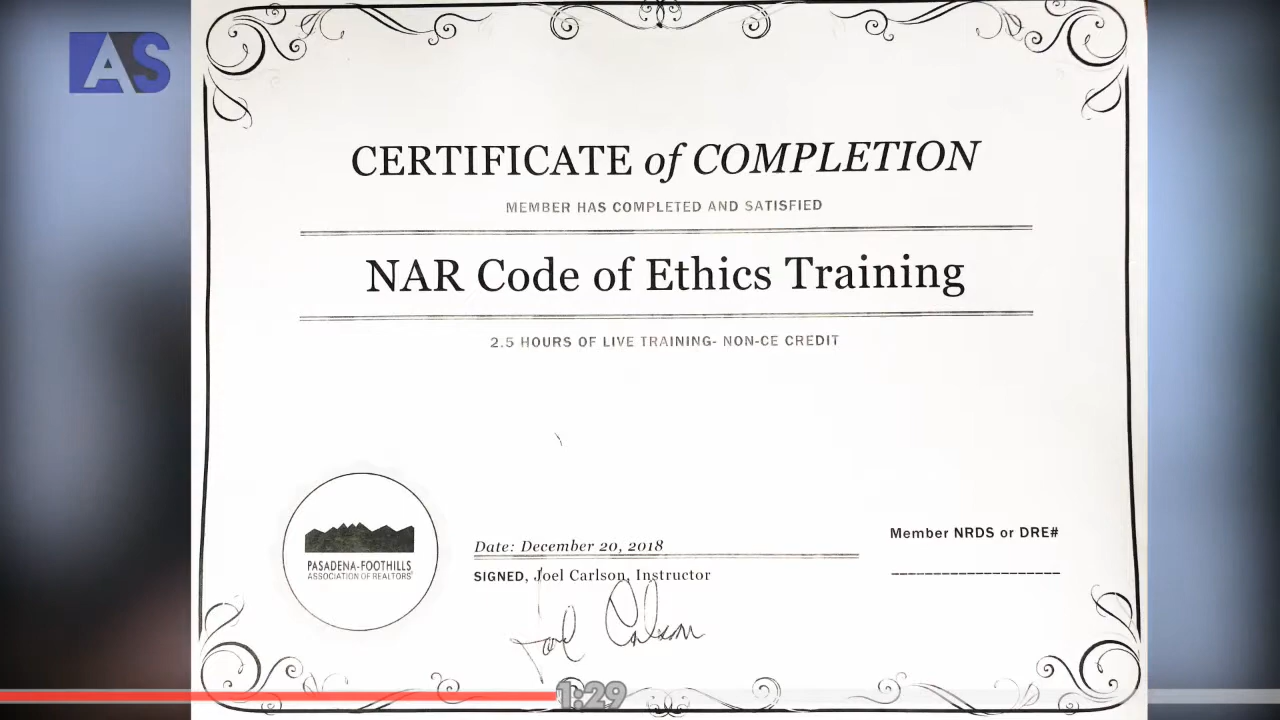 AS
CERTIFICATE of COMPLETION
MEMBER HAS COMPLETED AND SATISFIED
NAR Code of Ethics Training
2.5 HOURS OF LIVE TRAINING- NON-CE CREDIT
PASADENA-FOOTHILLS
ASSOCIATION OF REALTORS®
Date: December 20, 2018
SIGNED, Joel Carlson, Instructor
Joel Carlson
Member NRDS or DRE#
1:29